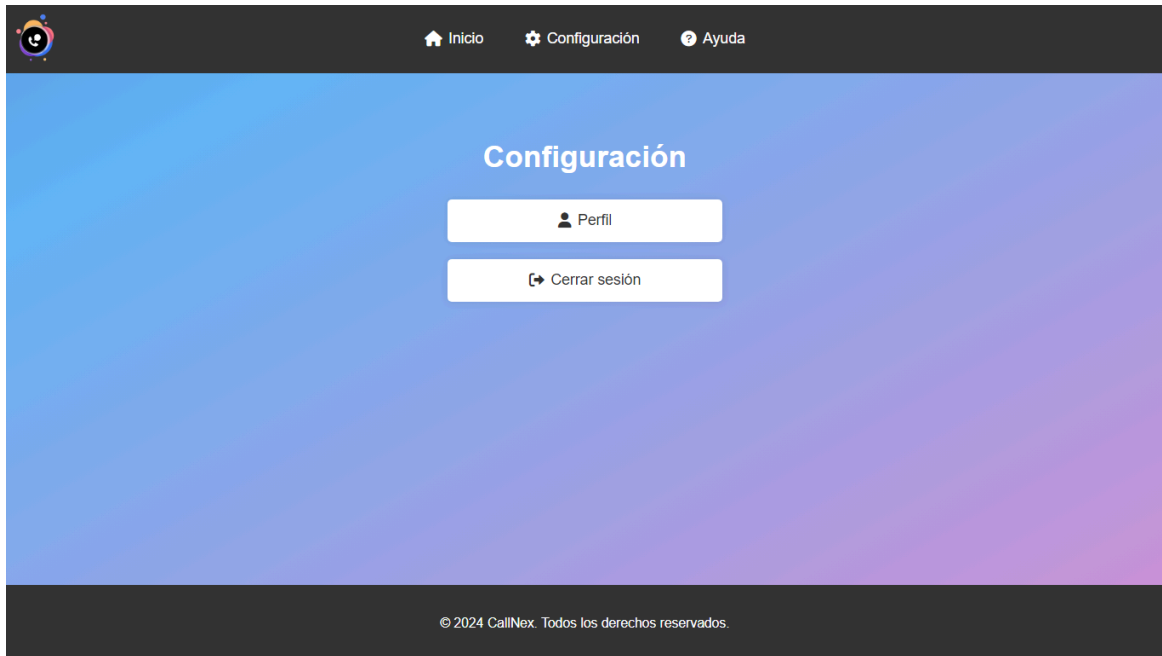 Inicio Configuración Ayuda
Configuración
Perfil
Cerrar sesión
© 2024 CallNex. Todos los derechos reservados.